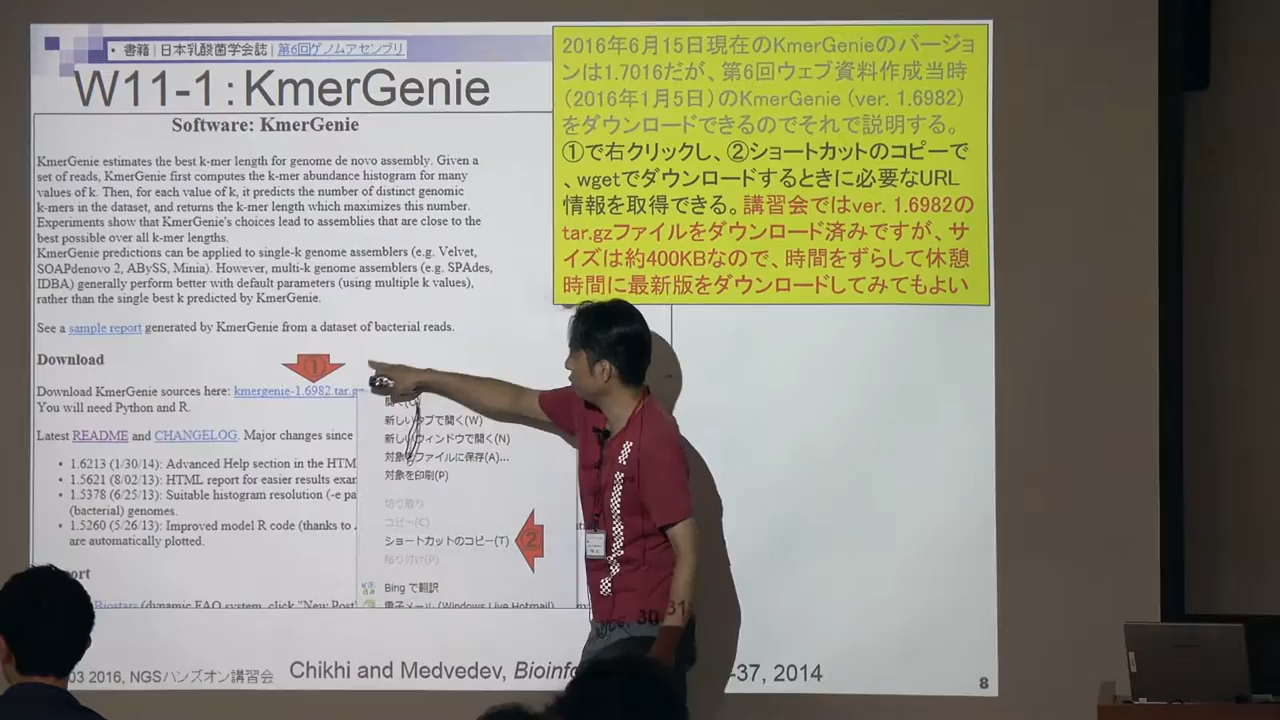 ・書籍 | 日本乳酸菌学会誌 | 第6回ゲノムアセンブリ
W11-1：KmerGenie
2016年6月15日現在のKmerGenieのバージョ
ンは1.7016だが、第6回ウェブ資料作成当時
（2016年1月5日）のKmerGenie (ver. 1.6982)
をダウンロードできるのでそれで説明する。
①で右クリックし、②ショートカットのコピーで
、wgetでダウンロードするときに必要なURL
情報を取得できる。講習会ではver. 1.6982の
tar.gzファイルをダウンロード済みですが、サ
イズは約400KBなので、時間をずらして休憩
時間に最新版をダウンロードしてみてもよい
Software: KmerGenie
KmerGenie estimates the best k-mer length for genome de novo assembly. Given a
set of reads, KmerGenie first computes the k-mer abundance histogram for many
values of k. Then, for each value of k, it predicts the number of distinct genomic
k-mers in the dataset, and returns the k-mer length which maximizes this number.
Experiments show that KmerGenie's choices lead to assemblies that are close to the
best possible over all k-mer lengths.
KmerGenie predictions can be applied to single-k genome assemblers (e.g. Velvet,
SOAPdenovo 2, ABySS, Minia). However, multi-k genome assemblers (e.g. SPAdes,
IDBA) generally perform better with default parameters (using multiple k values),
rather than the single best k predicted by KmerGenie.
See a sample report generated by KmerGenie from a dataset of bacterial reads.
Download
①
Download KmerGenie sources here: kmergenie-1.6982.tar.g
You will need Python and R.
Latest README and CHANGELOG. Major changes since
• 1.6213 (1/30/14): Advanced Help section in the HTM
• 1.5621 (8/02/13): HTML report for easier results exa
• 1.5378 (6/25/13): Suitable histogram resolution (-e pa
(bacterial) genomes.
• 1.5260 (5/26/13): Improved model R code (thanks to
are automatically plotted.
開く(O)
新しいタブで開く(W)
新しいウィンドウで開く(N)
対象をファイルに保存(A)...
対象を印刷(P)
切り取り
コピー(C)
ショートカットのコピー(T)
②
貼り付け(P)
Bing で翻訳
電子メール (Windows Live Hotmail)
Biostars (dynamic FAQ system, click "New Post
03 2016, NGSハンズオン講習会
Chikhi and Medvedev, Bioinfo
30
31
-37, 2014
8